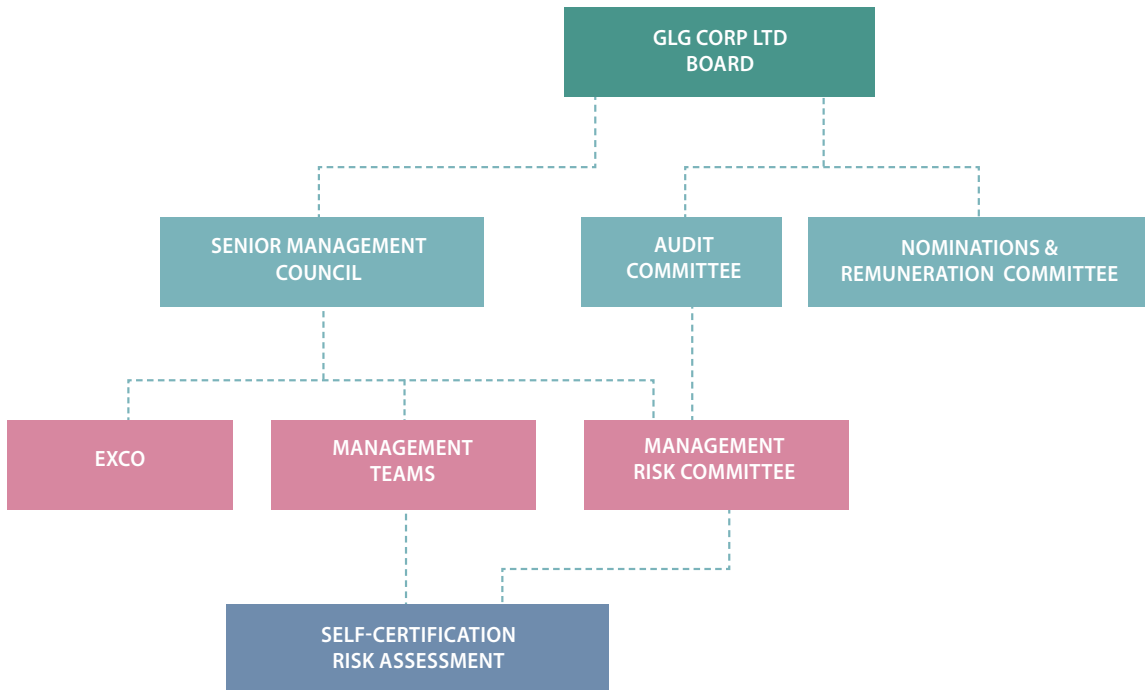 GLG CORP LTD
BOARD
SENIOR MANAGEMENT
COUNCIL
AUDIT
COMMITTEE
NOMINATIONS &
REMUNERATION COMMITTEE
EXCO
MANAGEMENT
TEAMS
MANAGEMENT
RISK COMMITTEE
SELF-CERTIFICATION
RISK ASSESSMENT